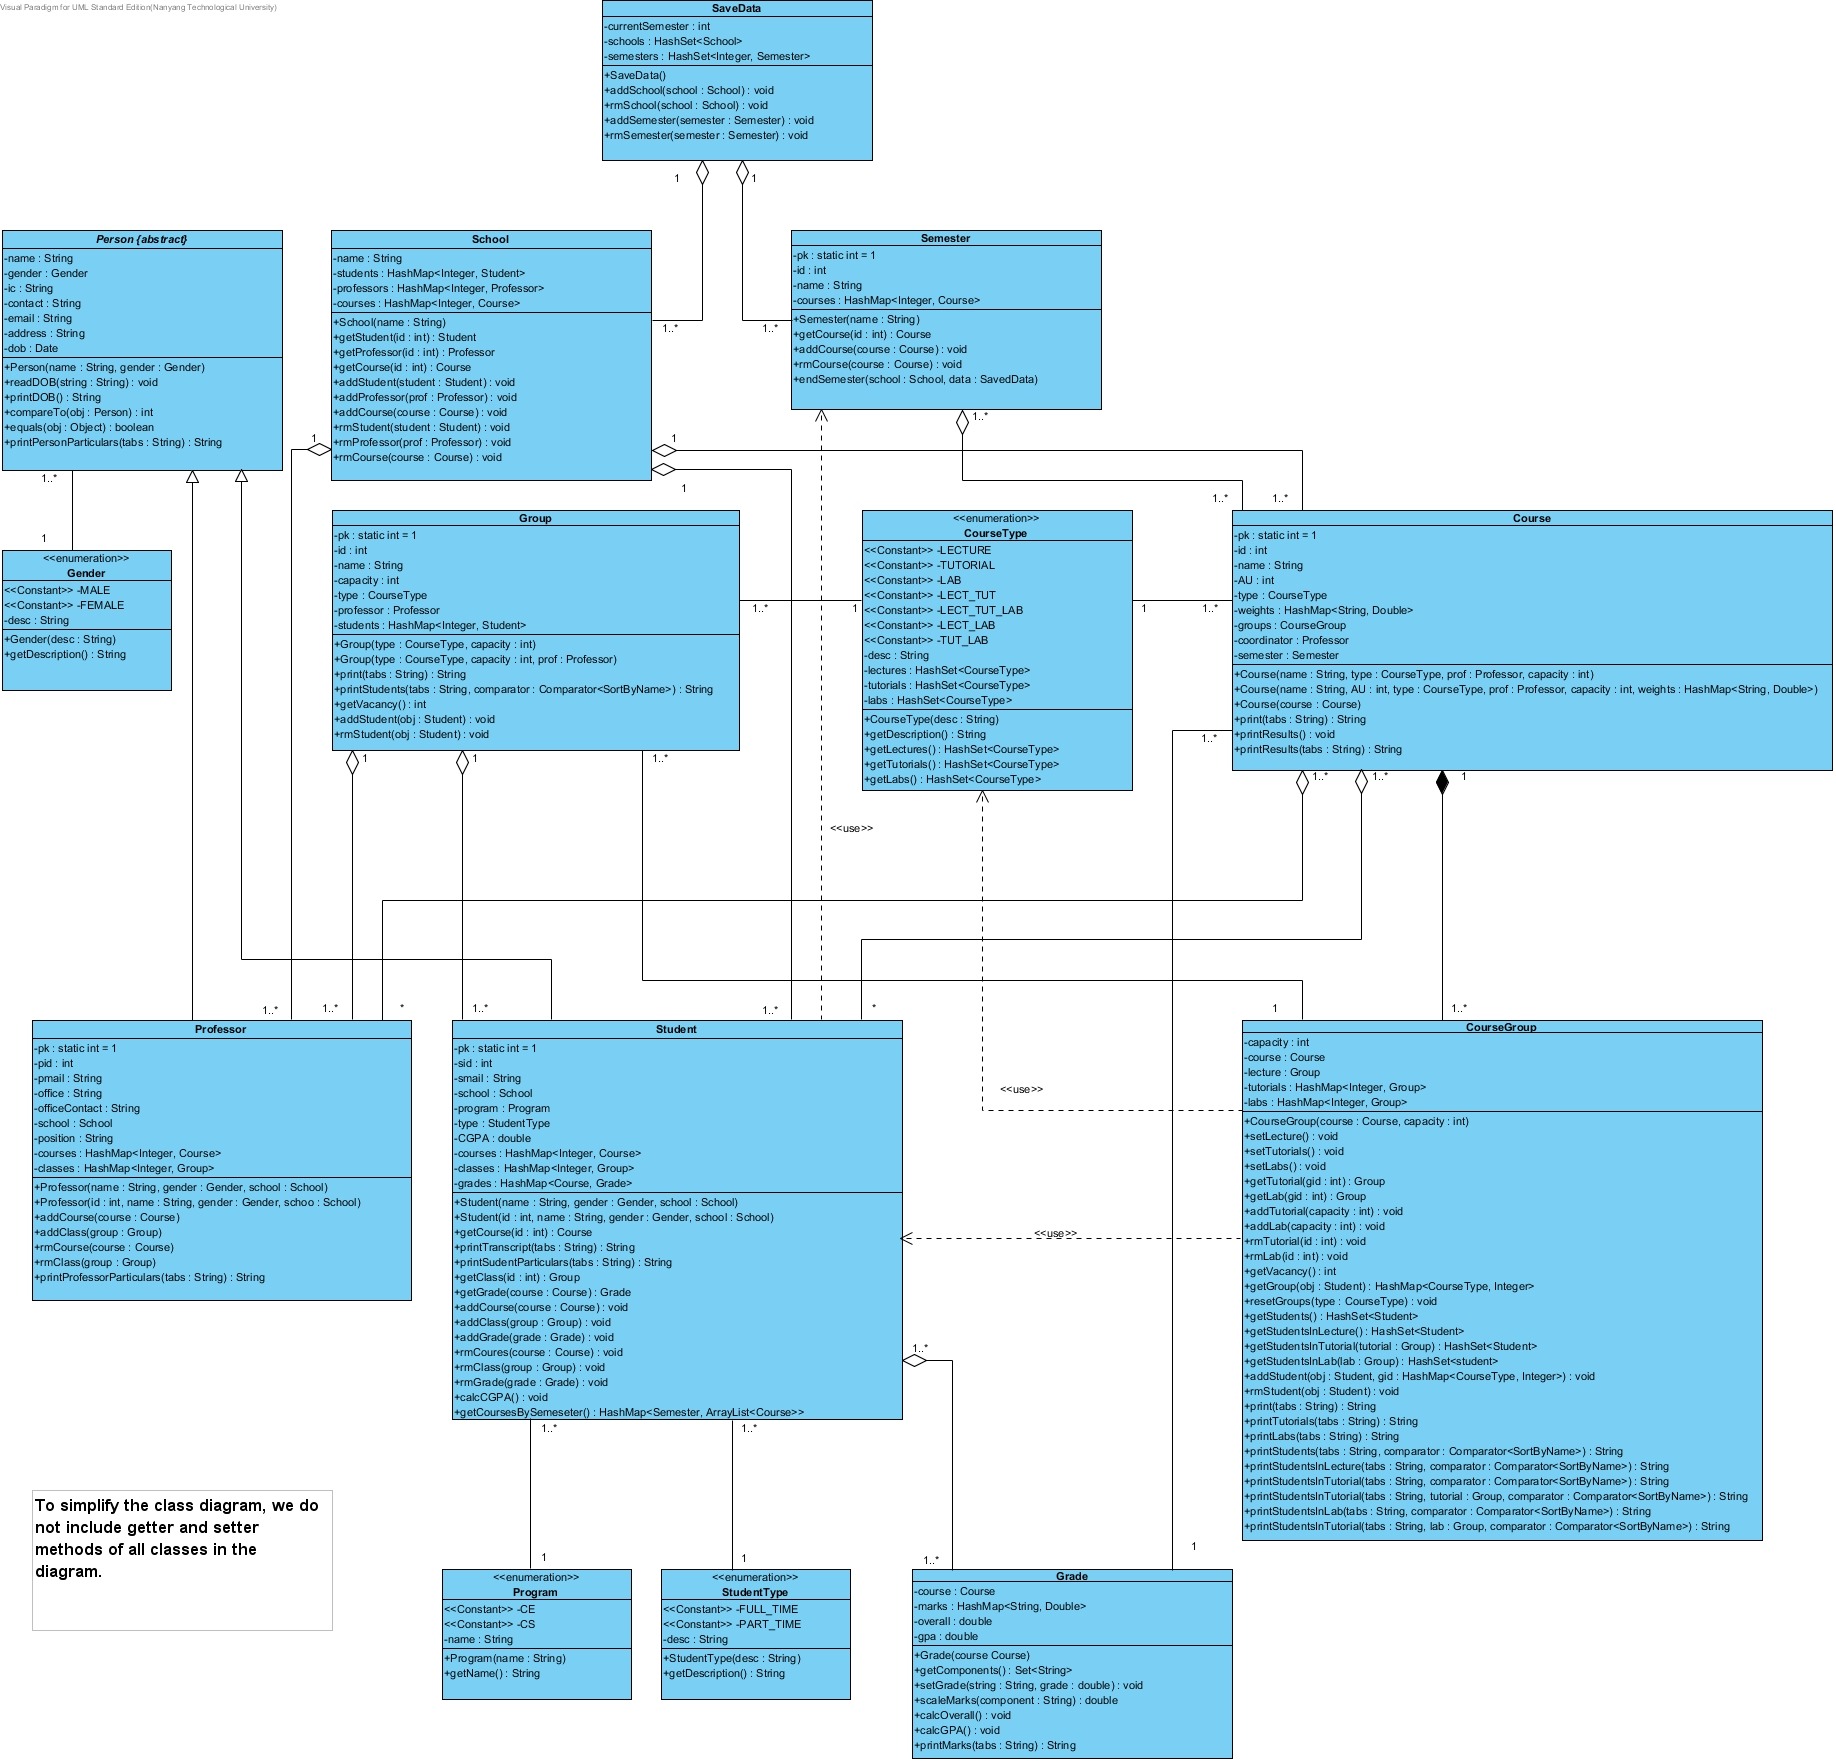 Visual Paradigm for UML Standard Edition(Nanyang Technological University)
SaveData
-currentSemester : int
-schools : HashSet<School>
-semesters : HashSet<Integer, Semester>
+SaveData()
+addSchool(school : School) : void
+rmSchool(school : School) : void
+addSemester(semester : Semester) : void
+rmSemester(semester : Semester) : void
1
1
Person {abstract}
-name : String
-gender : Gender
-ic : String
-contact : String
-email : String
-address : String
-dob : Date
+Person(name : String, gender : Gender)
+readDOB(string : String) : void
+printDOB() : String
+compareTo(obj : Person) : int
+equals(obj : Object) : boolean
+printPersonParticulars(tabs : String) : String
School
-name : String
-students : HashMap<Integer, Student>
-professors : HashMap<Integer, Professor>
-courses : HashMap<Integer, Course>
+School(name : String)
+getStudent(id : int) : Student
+getProfessor(id : int) : Professor
+getCourse(id : int) : Course
+addStudent(student : Student) : void
+addProfessor(prof : Professor) : void
+addCourse(course : Course) : void
+rmStudent(student : Student) : void
+rmProfessor(prof : Professor) : void
+rmCourse(course : Course) : void
1..*
1..*
Semester
-pk : static int = 1
-id : int
-name : String
-courses : HashMap<Integer, Course>
+Semester(name : String)
+getCourse(id : int) : Course
+addCourse(course : Course) : void
+rmCourse(course : Course) : void
+endSemester(school : School, data : SavedData)
1..*
1
1
1
1..*
1..*
1..*
1
<<enumeration>>
Gender
<<Constant>> -MALE
<<Constant>> -FEMALE
-desc : String
+Gender(desc : String)
+getDescription() : String
Group
-pk : static int = 1
-id : int
-name : String
-capacity : int
-type : CourseType
-professor : Professor
-students : HashMap<Integer, Student>
+Group(type : CourseType, capacity : int)
+Group(type : CourseType, capacity : int, prof : Professor)
+print(tabs : String) : String
+printStudents(tabs : String, comparator : Comparator<SortByName>) : String
+getVacancy() : int
+addStudent(obj : Student) : void
+rmStudent(obj : Student) : void
1..*
1
<<enumeration>>
CourseType
<<Constant>> -LECTURE
<<Constant>> -TUTORIAL
<<Constant>> -LAB
<<Constant>> -LECT_TUT
<<Constant>> -LECT_TUT_LAB
<<Constant>> -LECT_LAB
<<Constant>> -TUT_LAB
-desc : String
-lectures : HashSet<CourseType>
-tutorials : HashSet<CourseType>
-labs : HashSet<CourseType>
+CourseType(desc : String)
+getDescription() : String
+getLectures() : HashSet<CourseType>
+getTutorials() : HashSet<CourseType>
+getLabs() : HashSet<CourseType>
1
1..*
Course
-pk : static int = 1
-id : int
-name : String
-AU : int
-type : CourseType
-weights : HashMap<String, Double>
-groups : CourseGroup
-coordinator : Professor
-semester : Semester
+Course(name : String, type : CourseType, prof : Professor, capacity : int)
+Course(name : String, AU : int, type : CourseType, prof : Professor, capacity : int, weights : HashMap<String, Double>)
+Course(course : Course)
+print(tabs : String) : String
+printResults() : void
+printResults(tabs : String) : String
1..*
1
1
1..*
1..*
1..*
1
<<use>>
1..*
1..*
*
1..*
1..*
*
1
1..*
Professor
-pk : static int = 1
-pid : int
-pmail : String
-office : String
-officeContact : String
-school : School
-position : String
-courses : HashMap<Integer, Course>
-classes : HashMap<Integer, Group>
+Professor(name : String, gender : Gender, school : School)
+Professor(id : int, name : String, gender : Gender, schoo : School)
+addCourse(course : Course)
+addClass(group : Group)
+rmCourse(course : Course)
+rmClass(group : Group)
+printProfessorParticulars(tabs : String) : String
Student
-pk : static int = 1
-sid : int
-smail : String
-school : School
-program : Program
-type : StudentType
-CGPA : double
-courses : HashMap<Integer, Course>
-classes : HashMap<Integer, Group>
-grades : HashMap<Course, Grade>
+Student(name : String, gender : Gender, school : School)
+Student(id : int, name : String, gender : Gender, school : School)
+getCourse(id : int) : Course
+printTranscript(tabs : String) : String
+printSudentParticulars(tabs : String) : String
+getClass(id : int) : Group
+getGrade(course : Course) : Grade
+addCourse(course : Course) : void
+addClass(group : Group) : void
+addGrade(grade : Grade) : void
+rmCoures(course : Course) : void
+rmClass(group : Group) : void
+rmGrade(grade : Grade) : void
+calcCGPA() : void
+getCoursesBySemeseter() : HashMap<Semester, ArrayList<Course>>
<<use>>
<<use>>
CourseGroup
-capacity : int
-course : Course
-lecture : Group
-tutorials : HashMap<Integer, Group>
-labs : HashMap<Integer, Group>
+CourseGroup(course : Course, capacity : int)
+setLecture() : void
+setTutorials() : void
+setLabs() : void
+getTutorial(gid : int) : Group
+getLab(gid : int) : Group
+addTutorial(capacity : int) : void
+addLab(capacity : int) : void
+rmTutorial(id : int) : void
+rmLab(id : int) : void
+getVacancy() : int
+getGroup(obj : Student) : HashMap<CourseType, Integer>
+resetGroups(type : CourseType) : void
+getStudents() : HashSet<Student>
+getStudentsInLecture() : HashSet<Student>
+getStudentsInTutorial(tutorial : Group) : HashSet<Student>
+getStudentsInLab(lab : Group) : HashSet<student>
+addStudent(obj : Student, gid : HashMap<CourseType, Integer>) : void
+rmStudent(obj : Student) : void
+print(tabs : String) : String
+printTutorials(tabs : String) : String
+printLabs(tabs : String) : String
+printStudents(tabs : String, comparator : Comparator<SortByName>) : String
+printStudentsInLecture(tabs : String, comparator : Comparator<SortByName>) : String
+printStudentsInTutorial(tabs : String, comparator : Comparator<SortByName>) : String
+printStudentsInTutorial(tabs : String, tutorial : Group, comparator : Comparator<SortByName>) : String
+printStudentsInLab(tabs : String, comparator : Comparator<SortByName>) : String
+printStudentsInTutorial(tabs : String, lab : Group, comparator : Comparator<SortByName>) : String
1..*
1..*
1..*
To simplify the class diagram, we do
not include getter and setter
methods of all classes in the
diagram.
1
1
1..*
1
<<enumeration>>
Program
<<Constant>> -CE
<<Constant>> -CS
-name : String
+Program(name : String)
+getName() : String
<<enumeration>>
StudentType
<<Constant>> -FULL_TIME
<<Constant>> -PART_TIME
-desc : String
+StudentType(desc : String)
+getDescription() : String
Grade
-course : Course
-marks : HashMap<String, Double>
-overall : double
-gpa : double
+Grade(course Course)
+getComponents() : Set<String>
+setGrade(string : String, grade : double) : void
+scaleMarks(component : String) : double
+calcOverall() : void
+calcGPA() : void
+printMarks(tabs : String) : String